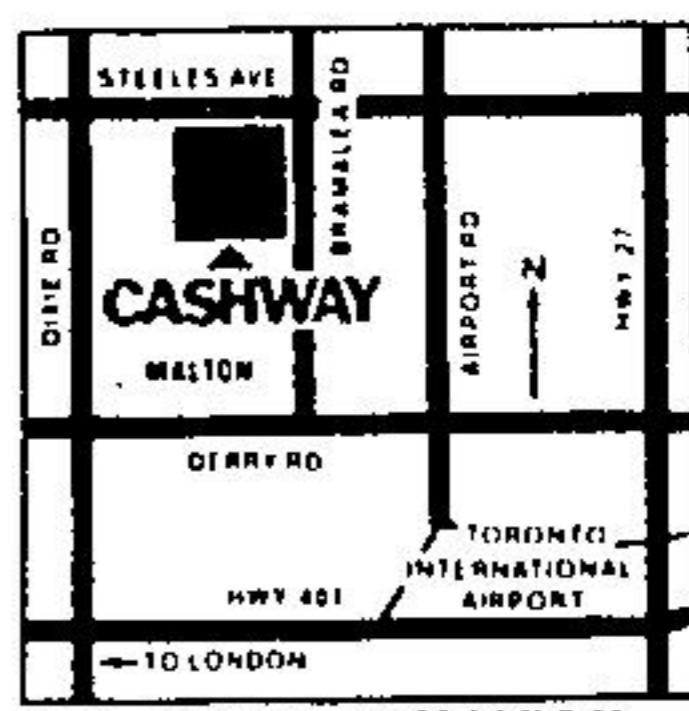 STEELES AVE
BRAMALEA RD
DIXIE RD
AIRPORT RD
N
HWY 27
CASHWAY
MALTON
DERRY RD
TORONTO
INTERNATIONAL
AIRPORT
HWY 401
TO LONDON